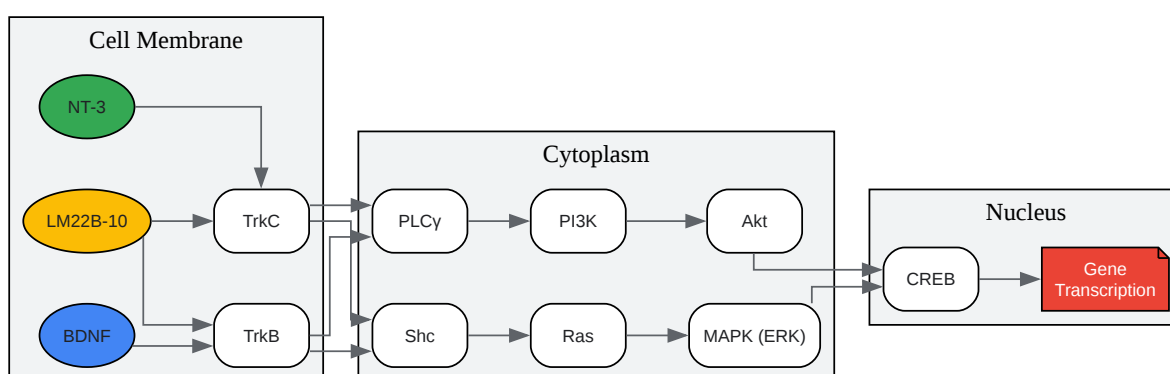 Cell Membrane
NT-3
LM22B-10
BDNF
TrkC
TrkB
Cytoplasm
PLCγ
PI3K
Akt
Shc
Ras
MAPK (ERK)
Nucleus
CREB
Gene
Transcription